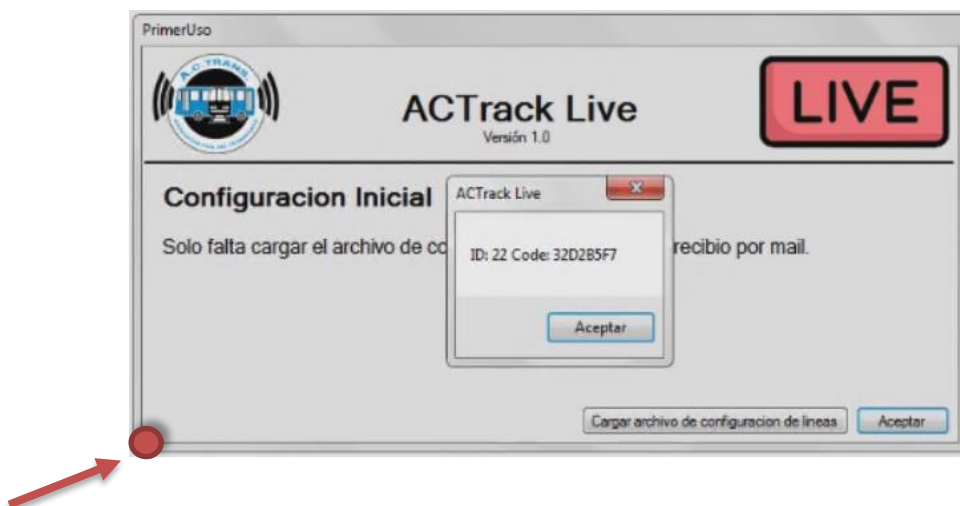 PrimerUso
A.C.TRANS.
ACTrack Live
Versión 1.0
LIVE
Configuracion Inicial
Solo falta cargar el archivo de co
recibio por mail.
ACTrack Live
ID: 22 Code: 32D2B5F7
Aceptar
Cargar archivo de configuracion de lineas
Aceptar